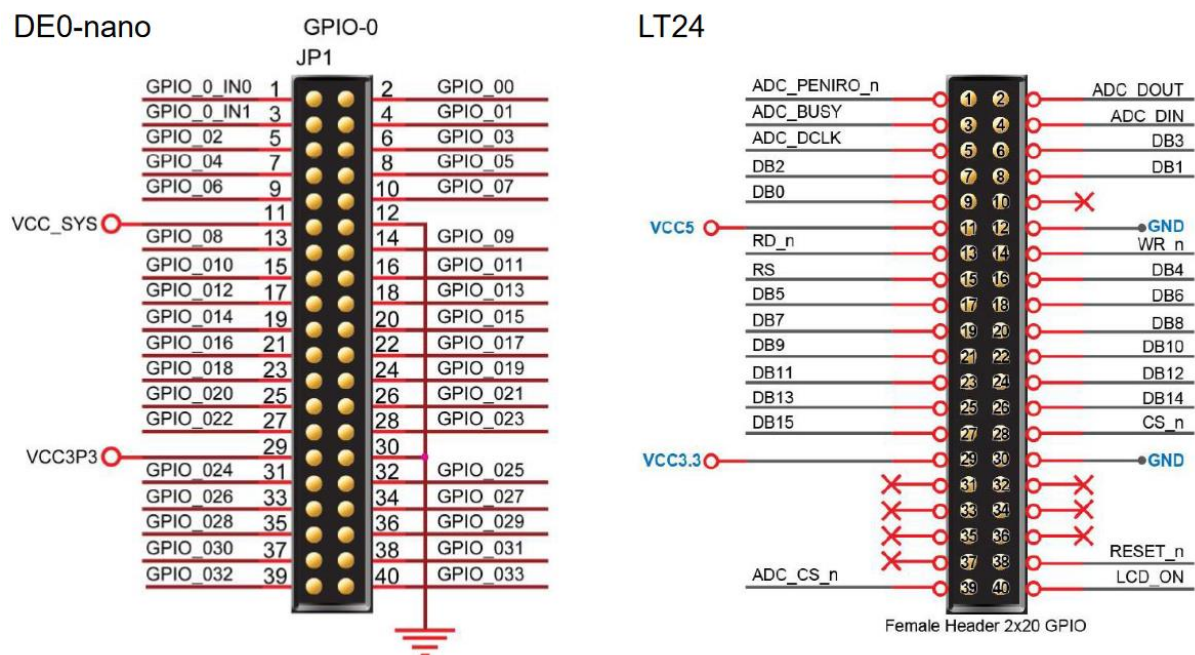 DE0-nano
GPIO-0
JP1
GPIO_0_IN0 1 2 GPIO_00
GPIO_0_IN1 3 4 GPIO_01
GPIO_02 5 6 GPIO_03
GPIO_04 7 8 GPIO_05
GPIO_06 9 10 GPIO_07
VCC_SYS 11 12
GPIO_08 13 14 GPIO_09
GPIO_010 15 16 GPIO_011
GPIO_012 17 18 GPIO_013
GPIO_014 19 20 GPIO_015
GPIO_016 21 22 GPIO_017
GPIO_018 23 24 GPIO_019
GPIO_020 25 26 GPIO_021
GPIO_022 27 28 GPIO_023
VCC3P3 29 30
GPIO_024 31 32 GPIO_025
GPIO_026 33 34 GPIO_027
GPIO_028 35 36 GPIO_029
GPIO_030 37 38 GPIO_031
GPIO_032 39 40 GPIO_033
LT24
ADC_PENIRO_n 1 2 ADC_DOUT
ADC_BUSY 3 4 ADC_DIN
ADC_DCLK 5 6 DB3
DB2 7 8 DB1
DB0 9 10
VCC5 11 12 GND
RD_n 13 14 WR_n
RS 15 16 DB4
DB5 17 18 DB6
DB7 19 20 DB8
DB9 21 22 DB10
DB11 23 24 DB12
DB13 25 26 DB14
DB15 27 28 CS_n
VCC3.3 29 30 GND
31 32
33 34
35 36
37 38 RESET_n
ADC_CS_n 39 40 LCD_ON
Female Header 2x20 GPIO